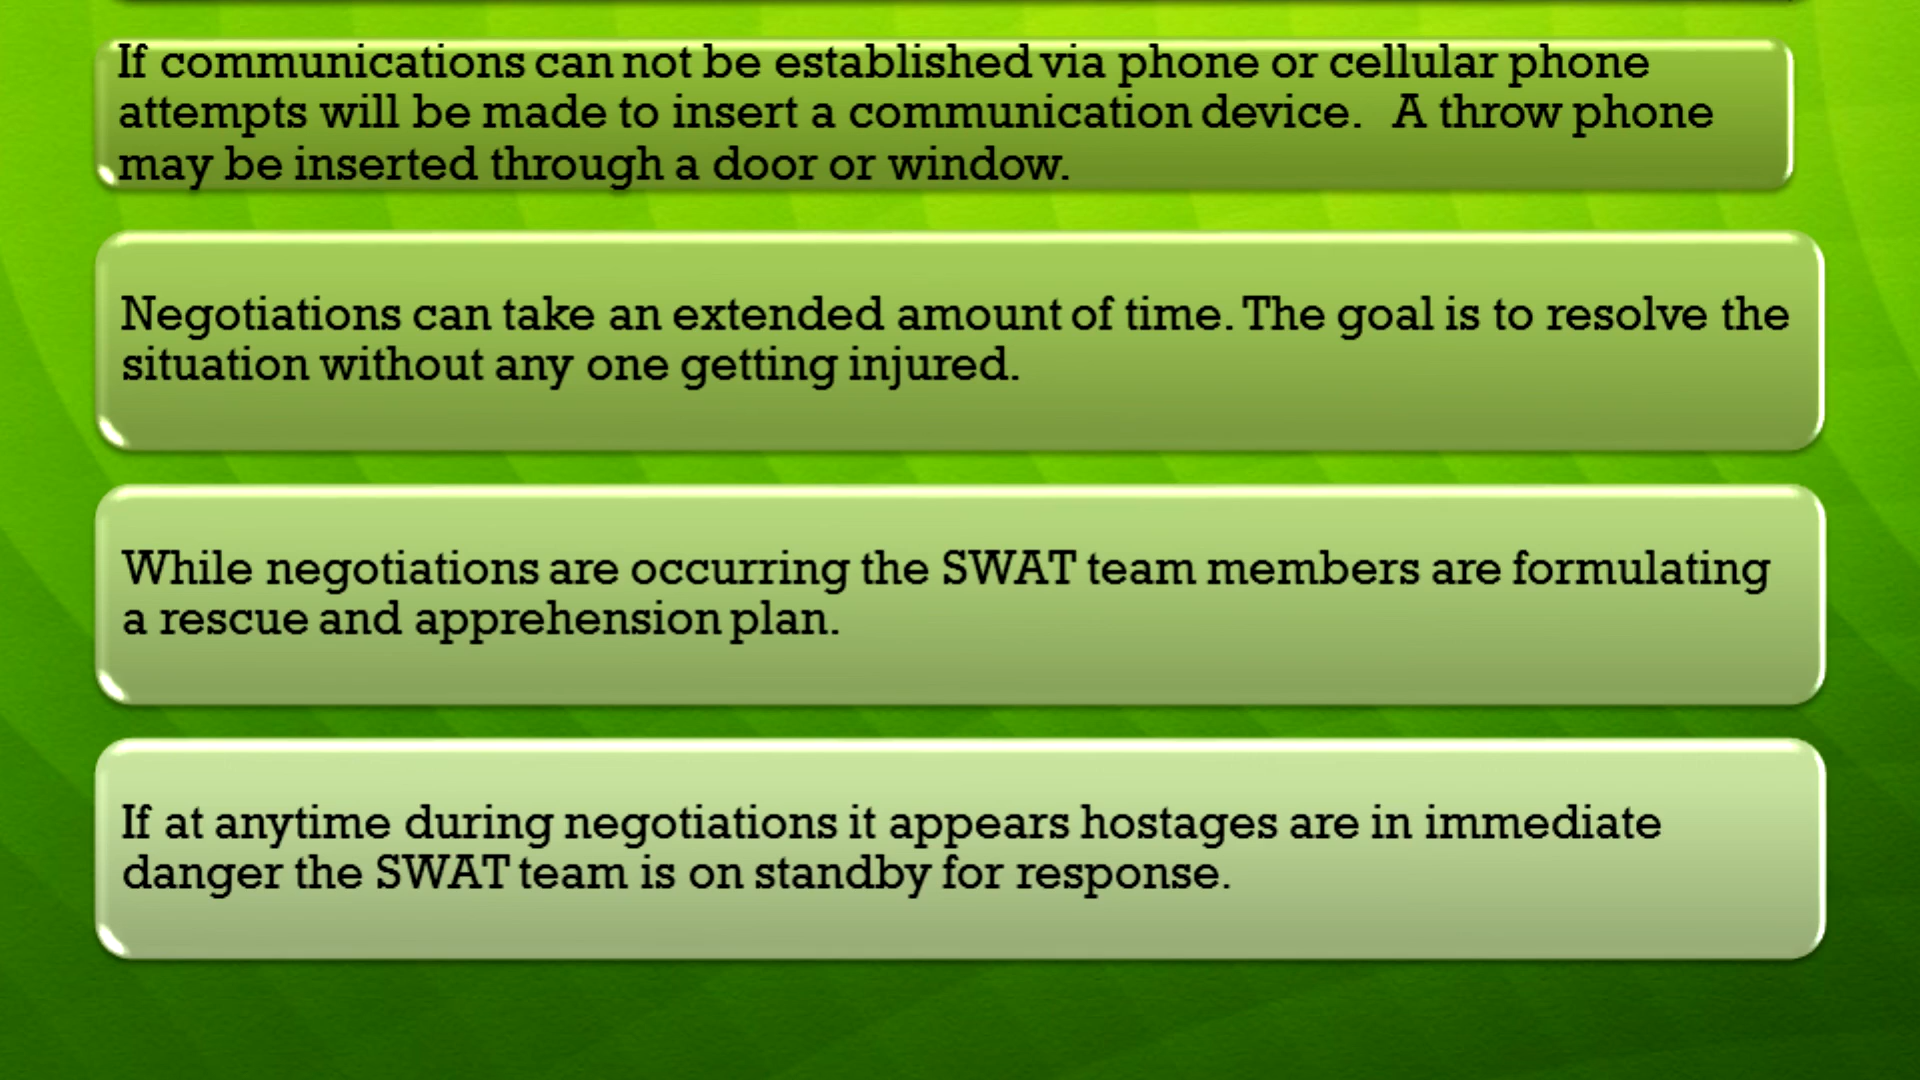 If communications can not be established via phone or cellular phone
attempts will be made to insert a communication device.   A throw phone
may be inserted through a door or window.
Negotiations can take an extended amount of time. The goal is to resolve the
situation without any one getting injured.
While negotiations are occurring the SWAT team members are formulating
a rescue and apprehension plan.
If at anytime during negotiations it appears hostages are in immediate
danger the SWAT team is on standby for response.